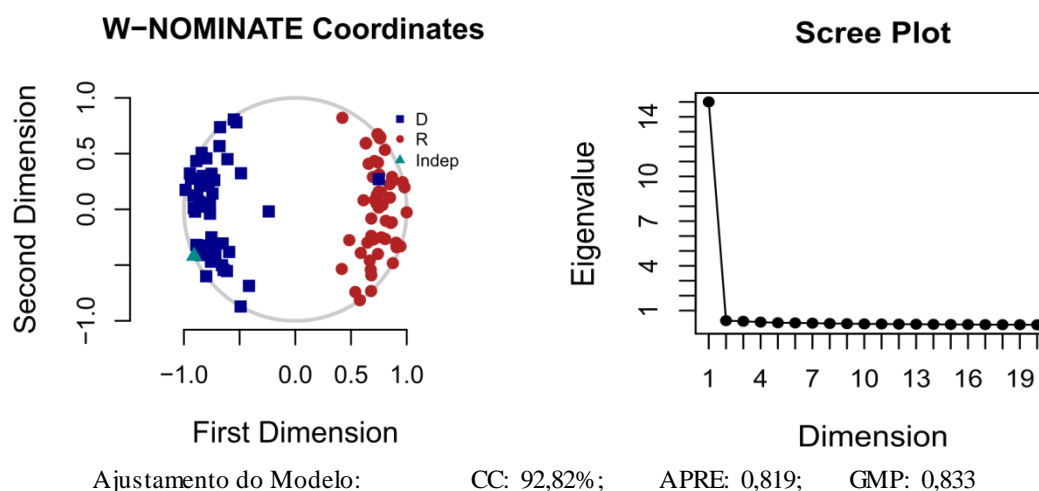 W−NOMINATE Coordinates
Second Dimension
1.0
0.5
0.0
−1.0
−1.0
0.0
0.5
1.0
First Dimension
D
R
Indep
Scree Plot
Eigenvalue
14
10
7
4
1
1
4
7
10
13
16
19
Dimension
Ajustamento do Modelo: CC: 92,82%; APRE: 0,819; GMP: 0,833